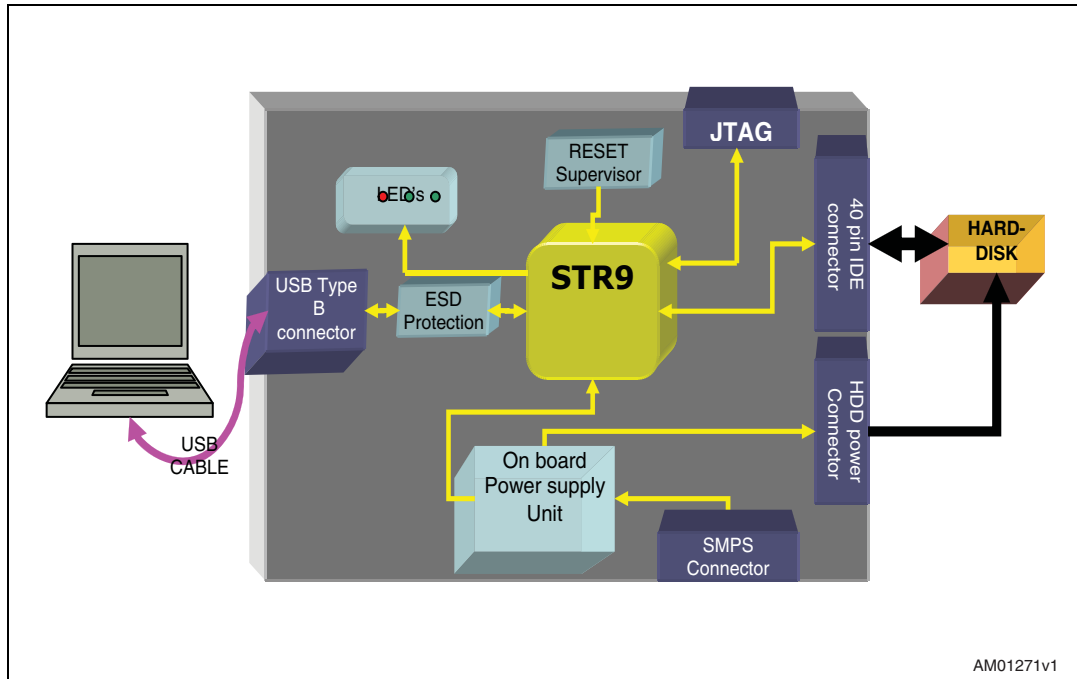 JTAG
RESET
Supervisor
LED's
40 pin IDE
connector
HARD-
DISK
STR9
USB Type
B
connector
ESD
Protection
HDD power
Connector
USB
CABLE
On board
Power supply
Unit
SMPS
Connector
AM01271v1